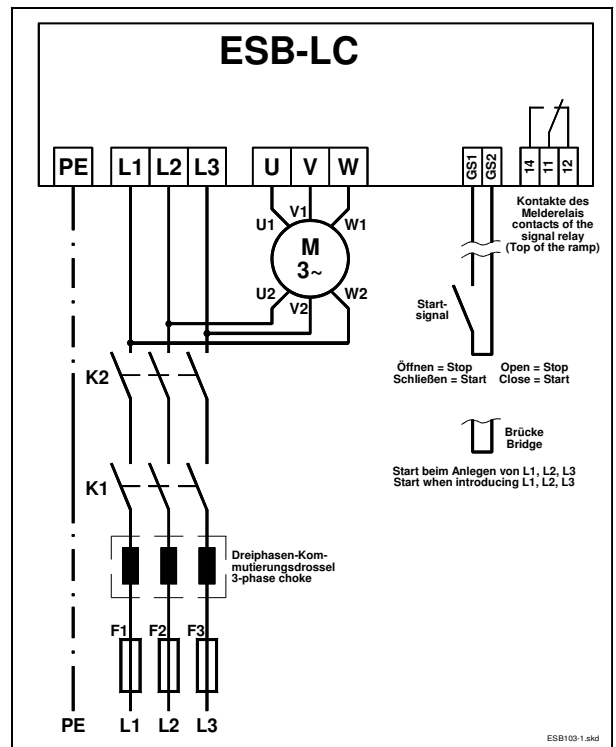 ESB-LC
PE L1 L2 L3 U V W GS1 GS2 14 11 12
U1 V1 W1
M
3~
U2 V2 W2
Kontakte des
Melderelais
contacts of the
signal relay
(Top of the ramp)
Start-
signal
Öffnen = Stop Open = Stop
Schließen = Start Close = Start
K2
Brücke
Bridge
Start beim Anlegen von L1, L2, L3
Start when introducing L1, L2, L3
K1
Dreiphasen-Kom-
mutierungsdrossel
3-phase choke
F1 F2 F3
PE L1 L2 L3
ESB103-1.skd